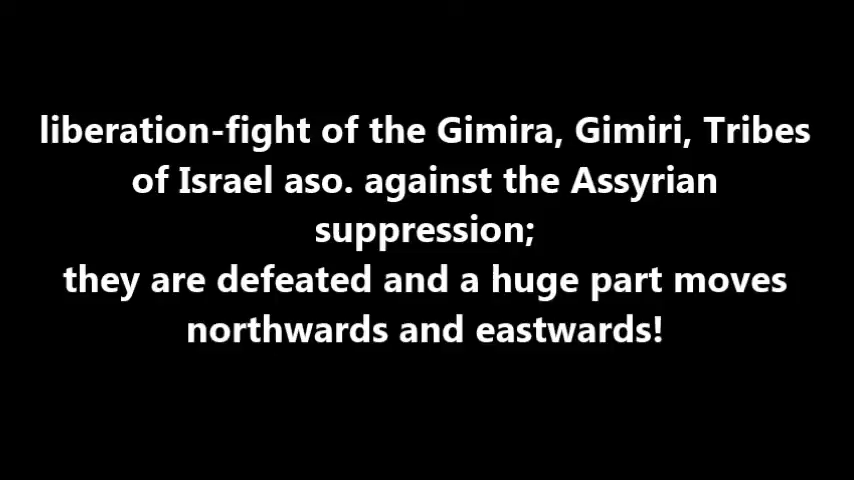 liberation-fight of the Gimira, Gimiri, Tribes
of Israel aso. against the Assyrian
suppression;
they are defeated and a huge part moves
northwards and eastwards!